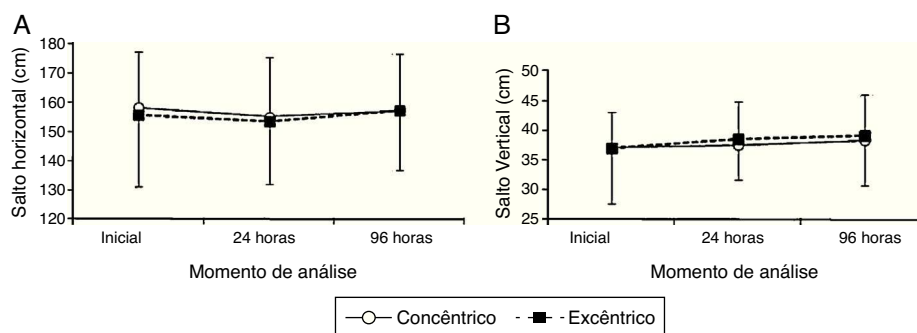 A
Salto horizontal (cm)
180
170
160
150
140
130
120
Inicial
24 horas
96 horas
Momento de análise
B
Salto Vertical (cm)
50
45
40
35
30
25
Inicial
24 horas
96 horas
Momento de análise
Concêntrico
Excêntrico